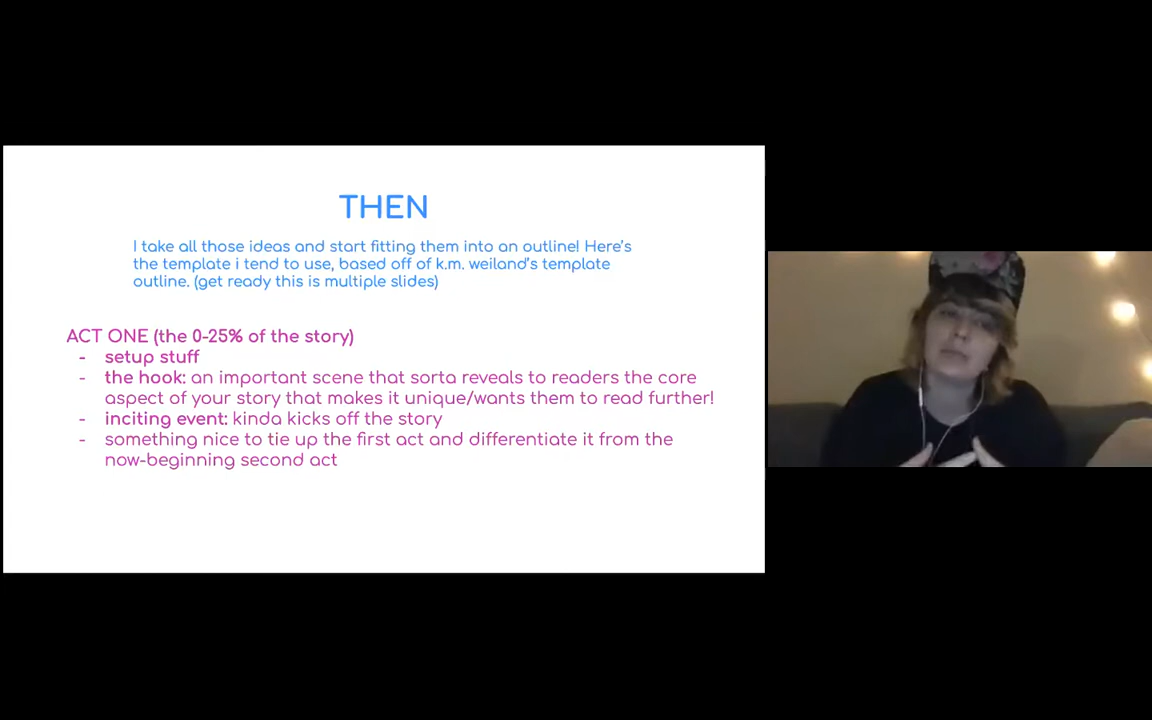 THEN
I take all those ideas and start fitting them into an outline! Here's
the template i tend to use, based off of k.m. weiland's template
outline. (get ready this is multiple slides)
ACT ONE (the 0-25% of the story)
- setup stuff
- the hook: an important scene that sorta reveals to readers the core
aspect of your story that makes it unique/wants them to read further!
- inciting event: kinda kicks off the story
- something nice to tie up the first act and differentiate it from the
now-beginning second act